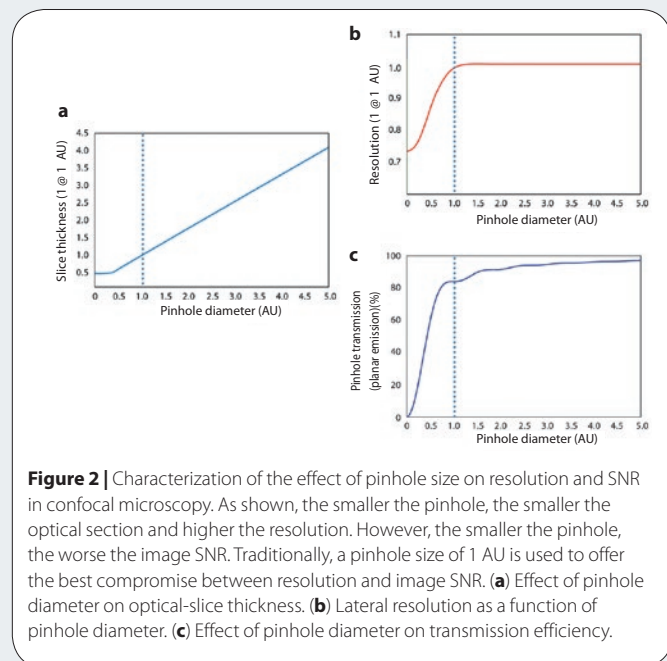 a
Slice thickness (1 @ 1 AU)
4.5
4.0
3.5
3.0
2.5
2.0
1.5
1.0
0.5
0 0.5 1.0 1.5 2.0 2.5 3.0 3.5 4.0 4.5 5.0
Pinhole diameter (AU)
b
Resolution (1 @ 1 AU)
1.1
1.0
0.9
0.8
0.7
0 0.5 1.0 1.5 2.0 2.5 3.0 3.5 4.0 4.5 5.0
Pinhole diameter (AU)
c
Pinhole transmission
(planar emission)(%)
100
80
60
40
20
0
0 0.5 1.0 1.5 2.0 2.5 3.0 3.5 4.0 4.5 5.0
Pinhole diameter (AU)
Figure 2 | Characterization of the effect of pinhole size on resolution and SNR
in confocal microscopy. As shown, the smaller the pinhole, the smaller the
optical section and higher the resolution. However, the smaller the pinhole,
the worse the image SNR. Traditionally, a pinhole size of 1 AU is used to offer
the best compromise between resolution and image SNR. (a) Effect of pinhole
diameter on optical-slice thickness. (b) Lateral resolution as a function of
pinhole diameter. (c) Effect of pinhole diameter on transmission efficiency.